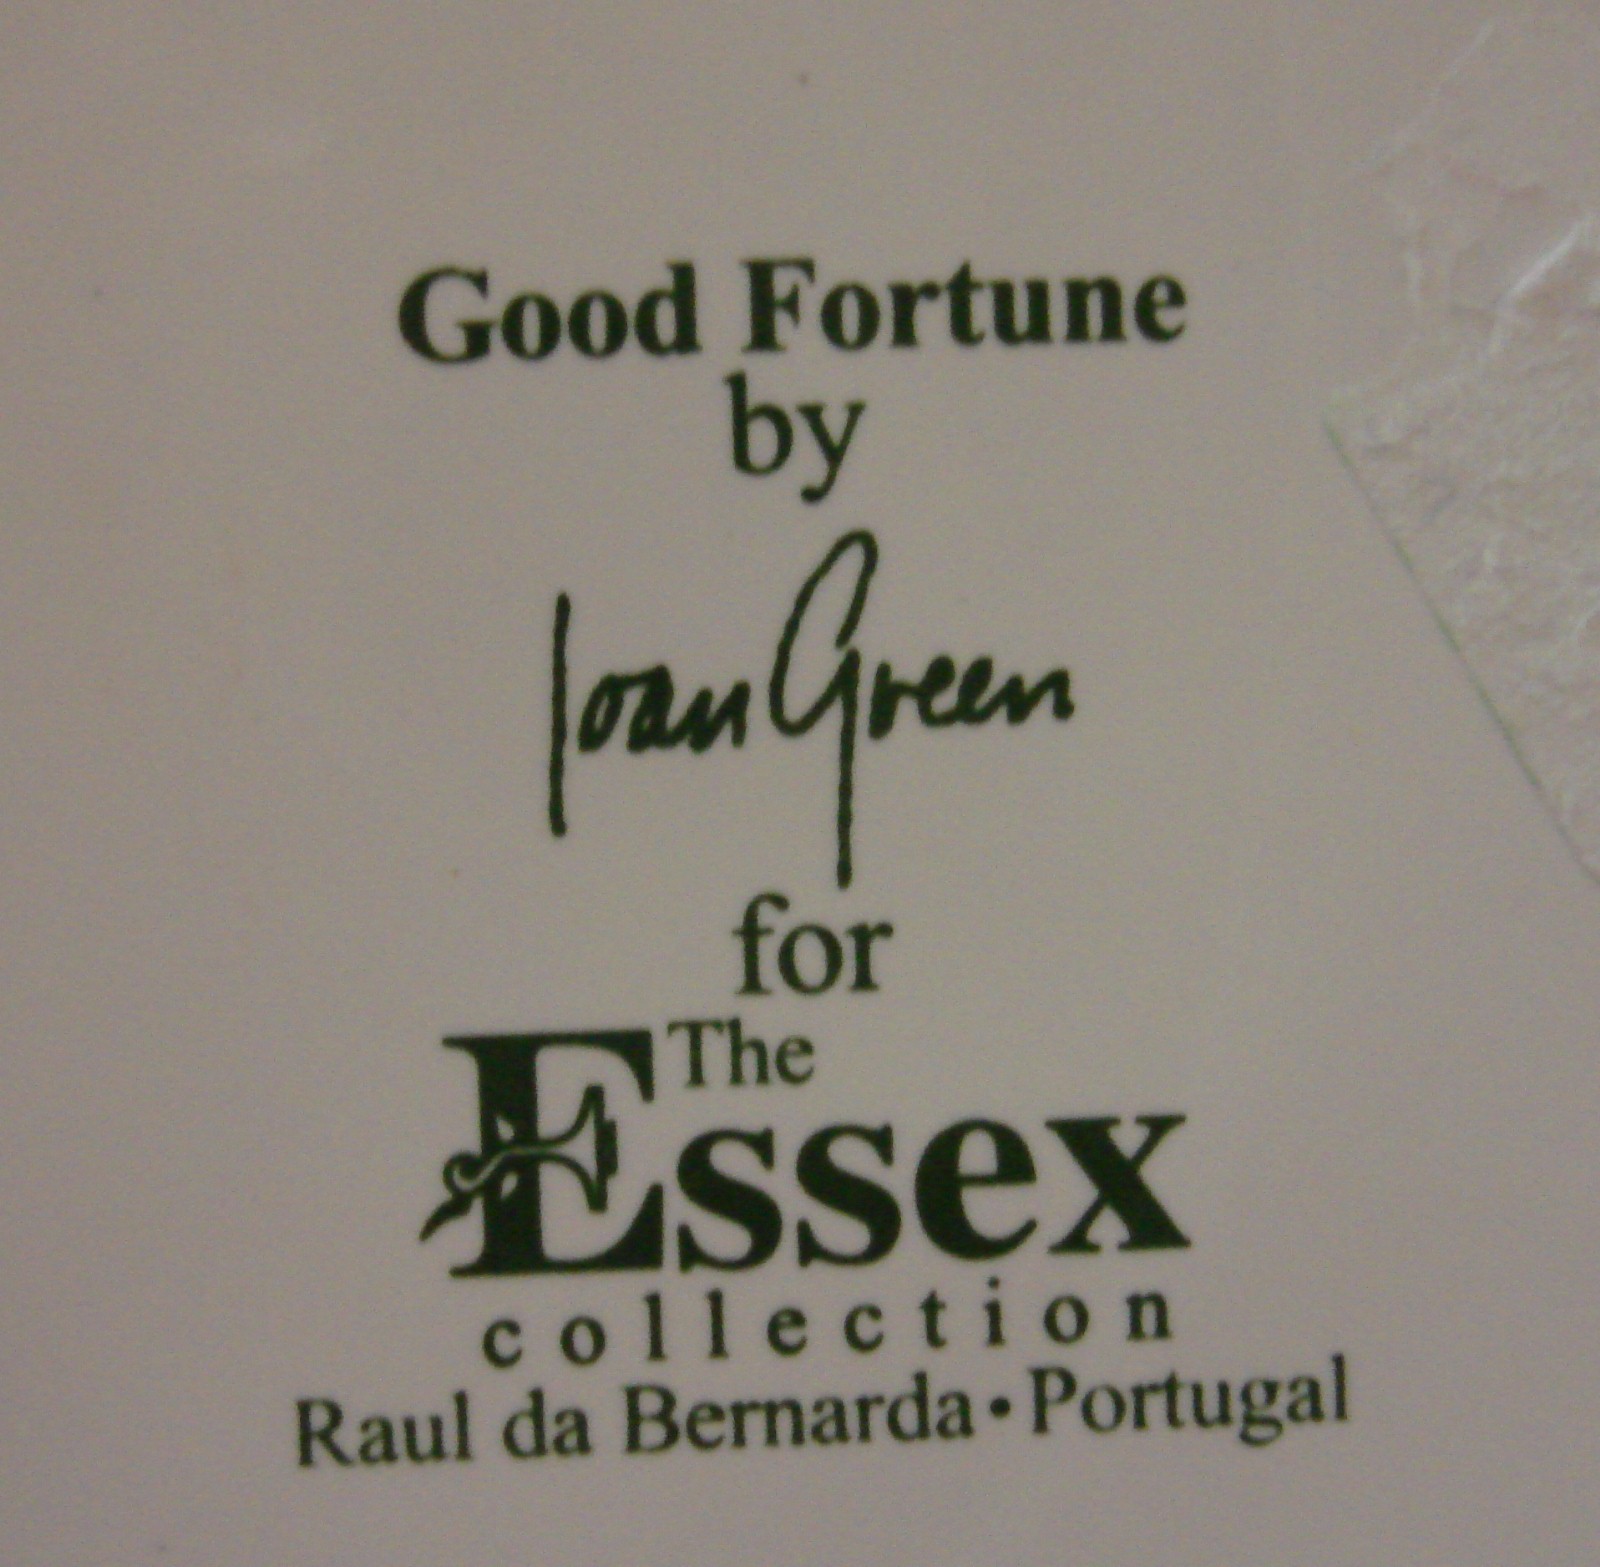 Good Fortune
by
Joan Green
for
The
Essex
collection
Raul da Bernarda • Portugal